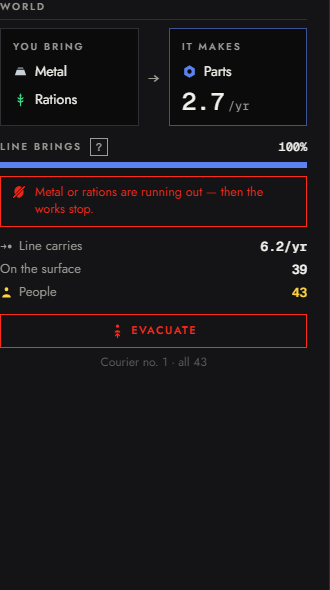 WORLD
YOU BRING
Metal
Rations
→
IT MAKES
Parts
2.7 /yr
LINE BRINGS ? 100%
Metal or rations are running out — then the
works stop.
Line carries 6.2/yr
On the surface 39
People 43
EVACUATE
Courier no. 1 · all 43